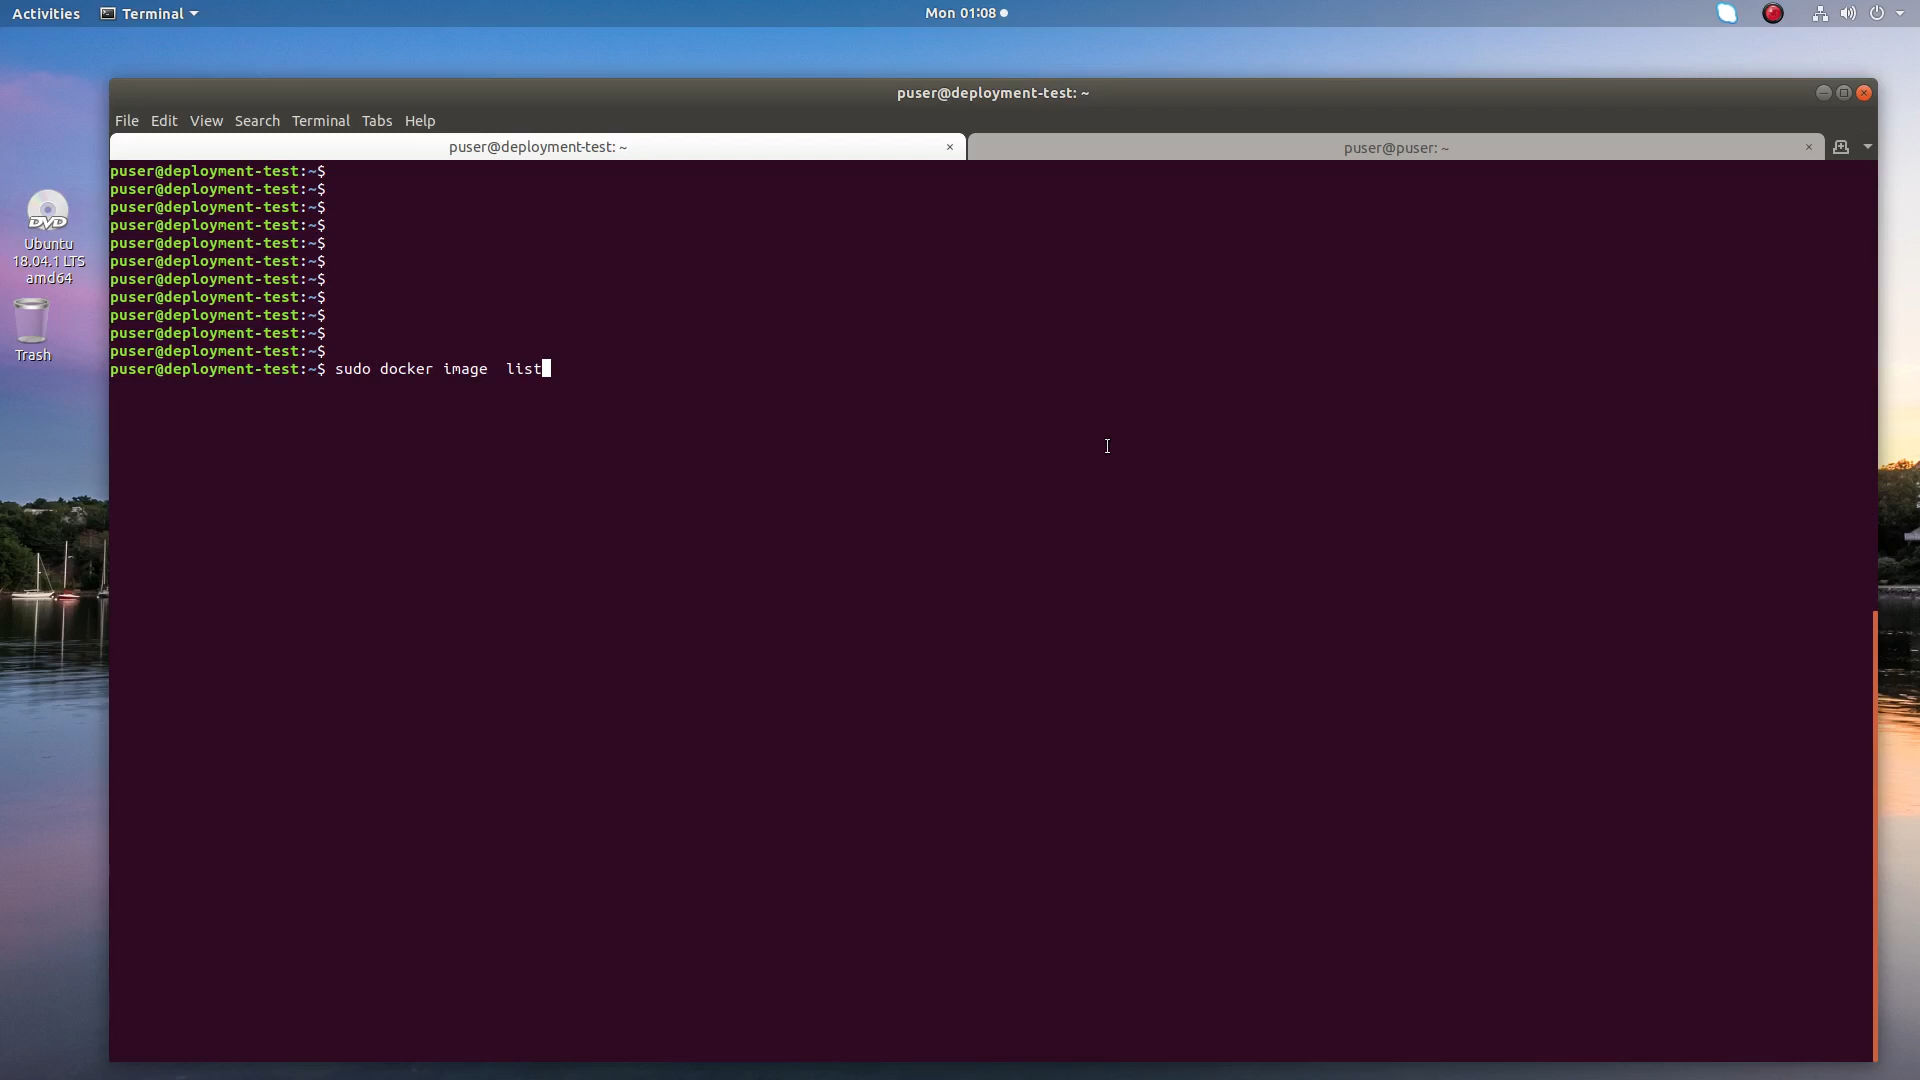 Activities Terminal Mon 01:08
puser@deployment-test: ~
File Edit View Search Terminal Tabs Help
puser@deployment-test: ~ × puser@puser: ~ ×
puser@deployment-test:~$
puser@deployment-test:~$
puser@deployment-test:~$
puser@deployment-test:~$
puser@deployment-test:~$
puser@deployment-test:~$
puser@deployment-test:~$
puser@deployment-test:~$
puser@deployment-test:~$
puser@deployment-test:~$
puser@deployment-test:~$
puser@deployment-test:~$ sudo docker image  list
DVD
Ubuntu
18.04.1 LTS
amd64
Trash